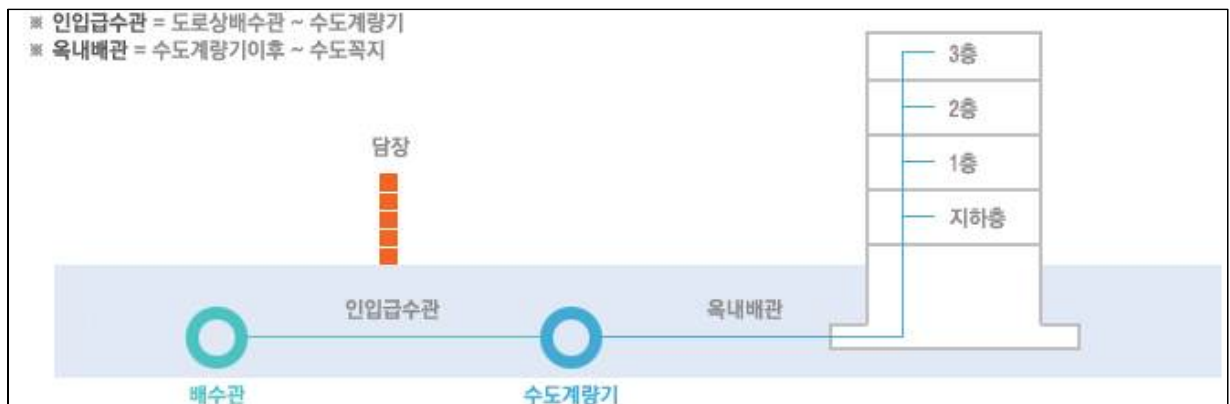 ※ 인입급수관 = 도로상배수관 ~ 수도계량기
※ 옥내배관 = 수도계량기이후 ~ 수도꼭지
3층
2층
담장
1층
지하층
인입급수관
옥내배관
배수관
수도계량기